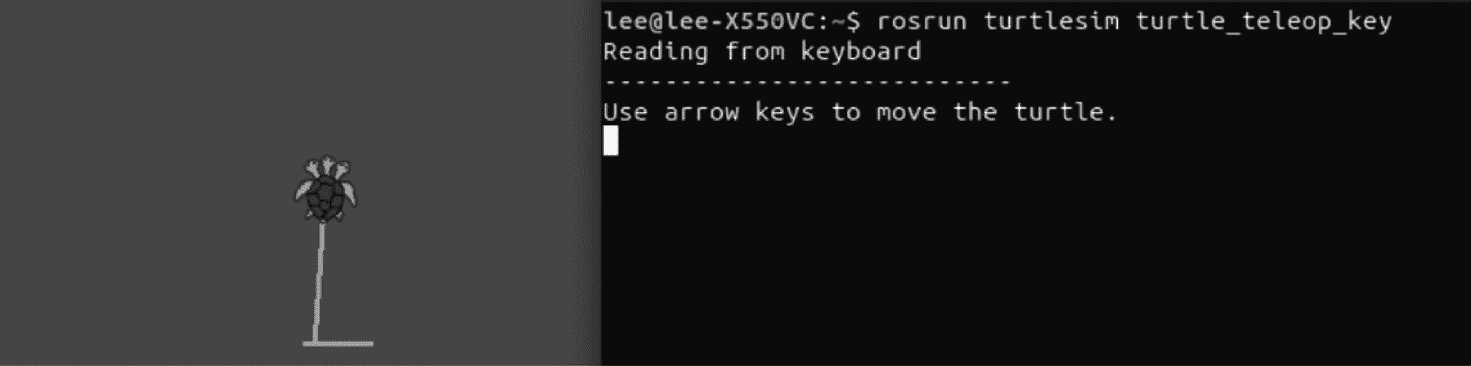 lee@lee-X550VC:~$ rosrun turtlesim turtle_teleop_key
Reading from keyboard
---------------------------
Use arrow keys to move the turtle.